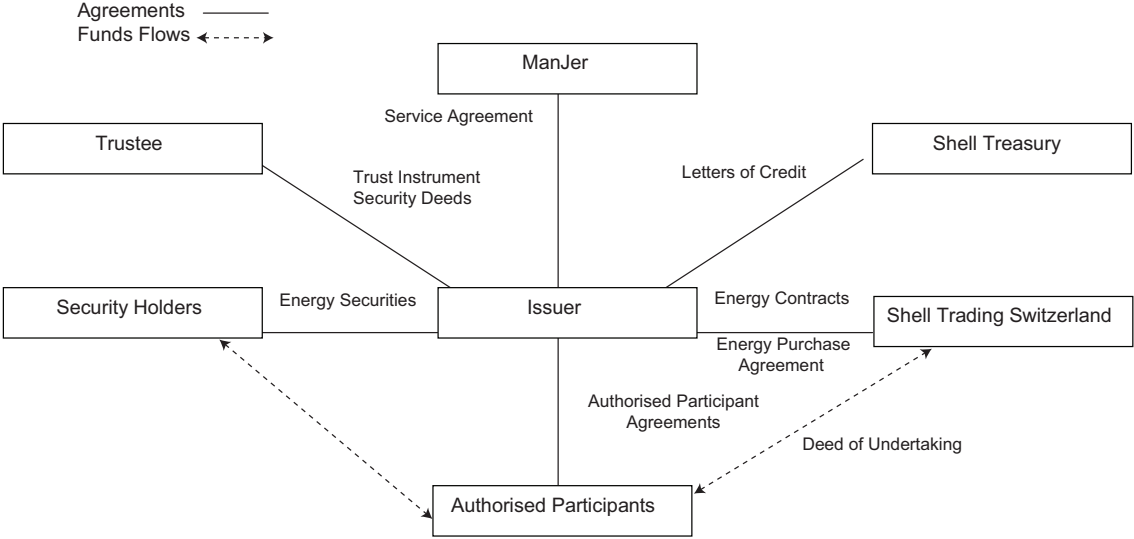 Agreements
Funds Flows
ManJer
Service Agreement
Trustee
Shell Treasury
Trust Instrument
Security Deeds
Letters of Credit
Security Holders
Energy Securities
Issuer
Energy Contracts
Shell Trading Switzerland
Energy Purchase
Agreement
Authorised Participant
Agreements
Deed of Undertaking
Authorised Participants